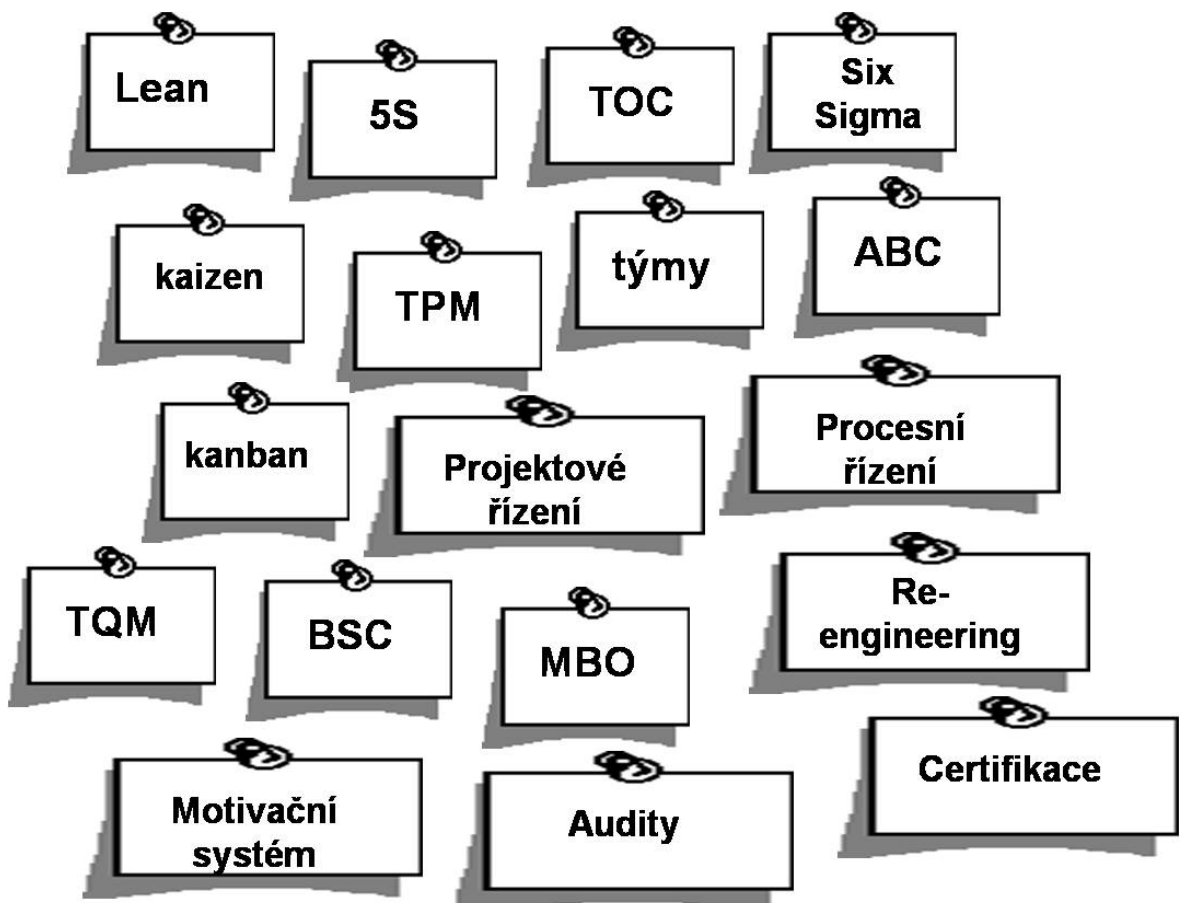 Lean
5S
TOC
Six
Sigma
kaizen
TPM
týmy
ABC
kanban
Projektové
řízení
Procesní
řízení
TQM
BSC
MBO
Re-
engineering
Motivační
systém
Audity
Certifikace